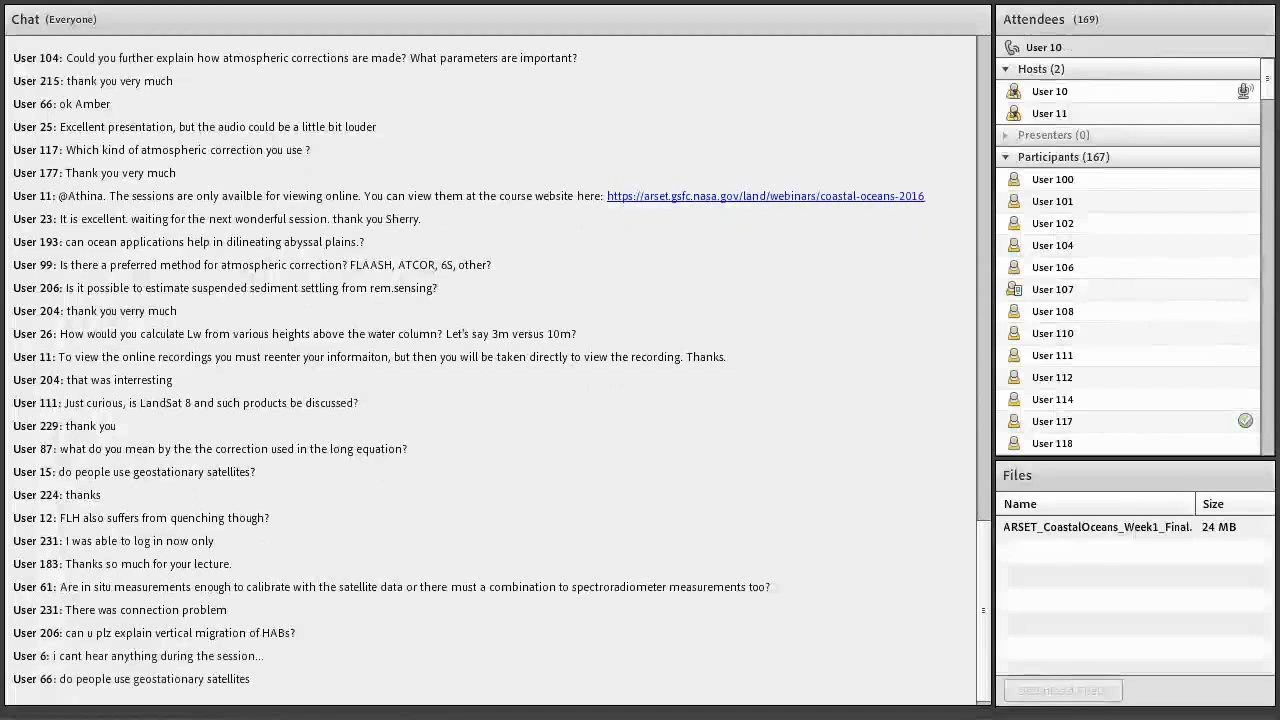 Chat (Everyone)
User 104: Could you further explain how atmospheric corrections are made? What parameters are important?
User 215: thank you very much
User 66: ok Amber
User 25: Excellent presentation, but the audio could be a little bit louder
User 117: Which kind of atmospheric correction you use ?
User 177: Thank you very much
User 11: @Athina. The sessions are only availble for viewing online. You can view them at the course website here: https://arset.gsfc.nasa.gov/land/webinars/coastal-oceans-2016
User 23: It is excellent. waiting for the next wonderful session. thank you Sherry.
User 193: can ocean applications help in dilineating abyssal plains.?
User 99: Is there a preferred method for atmospheric correction? FLAASH, ATCOR, 6S, other?
User 206: Is it possible to estimate suspended sediment settling from rem.sensing?
User 204: thank you verry much
User 26: How would you calculate Lw from various heights above the water column? Let's say 3m versus 10m?
User 11: To view the online recordings you must reenter your informaiton, but then you will be taken directly to view the recording. Thanks.
User 204: that was interresting
User 111: Just curious, is LandSat 8 and such products be discussed?
User 229: thank you
User 87: what do you mean by the the correction used in the long equation?
User 15: do people use geostationary satellites?
User 224: thanks
User 12: FLH also suffers from quenching though?
User 231: I was able to log in now only
User 183: Thanks so much for your lecture.
User 61: Are in situ measurements enough to calibrate with the satellite data or there must a combination to spectroradiometer measurements too?
User 231: There was connection problem
User 206: can u plz explain vertical migration of HABs?
User 6: i cant hear anything during the session...
User 66: do people use geostationary satellites
Attendees (169)
User 10
Hosts (2)
User 10
User 11
Presenters (0)
Participants (167)
User 100
User 101
User 102
User 104
User 106
User 107
User 108
User 110
User 111
User 112
User 114
User 117
User 118
Files
Name Size
ARSET_CoastalOceans_Week1_Final. 24 MB
Download File(s)